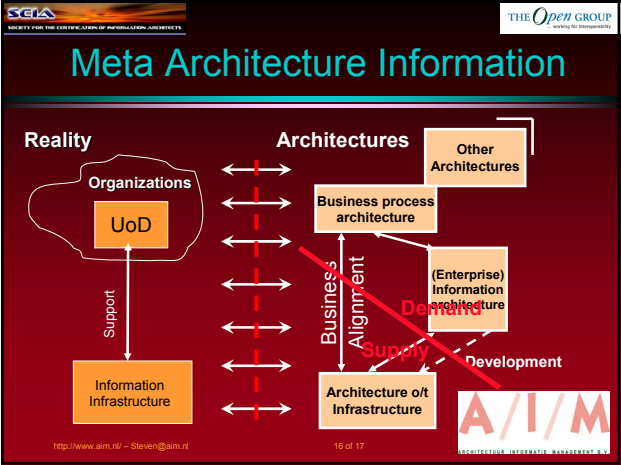 SCIA
SOCIETY FOR THE CERTIFICATION OF INFORMATION ARCHITECTS
THE Open GROUP
... working for interoperability
Meta Architecture Information
Reality
Architectures
Other
Architectures
Organizations
UoD
Business process
architecture
(Enterprise)
Information
architecture
Support
Business
Alignment
Demand
Supply
Development
Information
Infrastructure
Architecture o/t
Infrastructure
A/I/M
ARCHITECTUUR INFORMATIE MANAGEMENT B.V
http://www.aim.nl/ – Steven@aim.nl
16 of 17